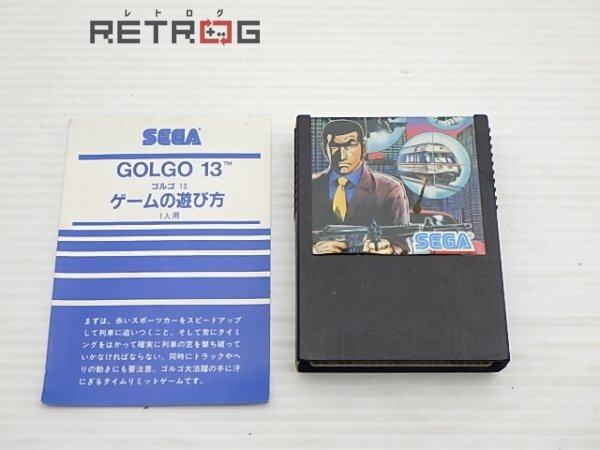 レトログ
RETROG
SEGA
GOLGO 13™
ゴルゴ 13
ゲームの遊び方
1人用
まずは、赤いスポーツカーをスピードアップ
して列車に追いつくこと。そして常にタイミ
ングをはかって確実に列車の窓を撃ち破って
いかなければならない。同時にトラックやヘ
リの動きにも要注意。ゴルゴ大活躍の手に汗
にぎるタイムリミットゲームです。
SEGA